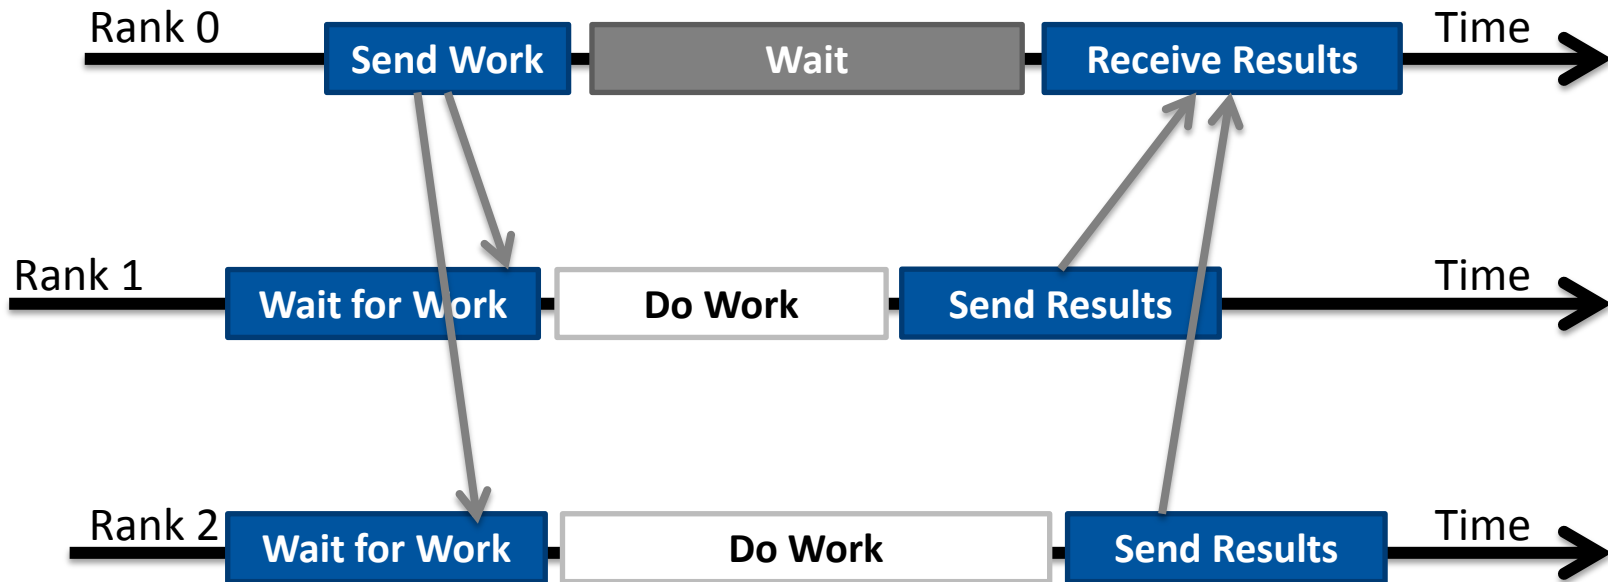 Rank 0
Send Work
Wait
Receive Results
Time
Rank 1
Wait for Work
Do Work
Send Results
Time
Rank 2
Wait for Work
Do Work
Send Results
Time